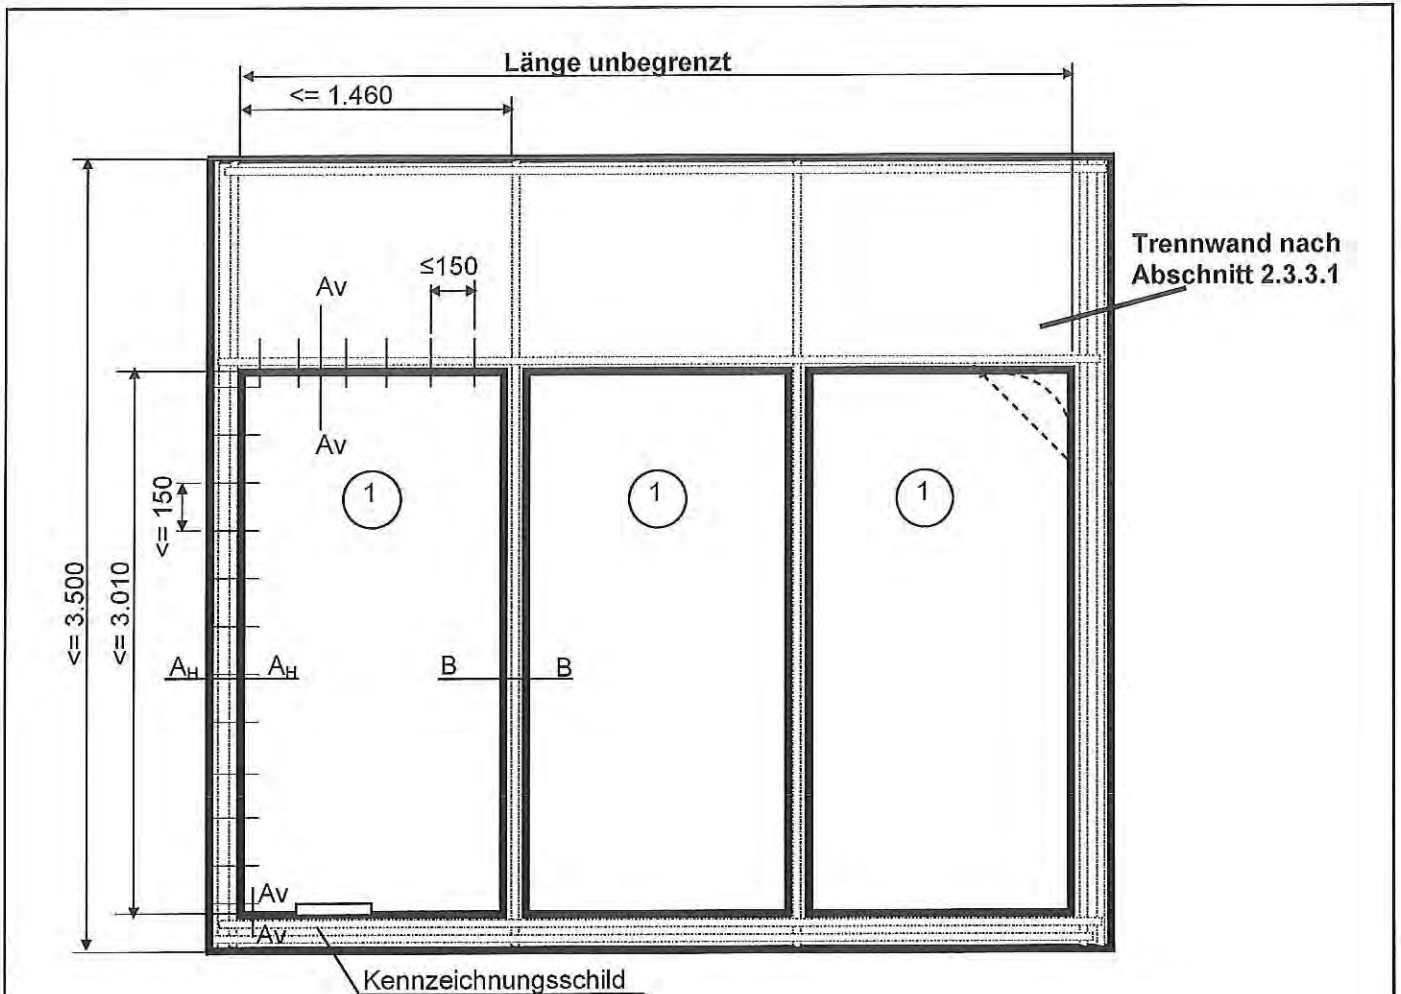 Länge unbegrenzt
<= 1.460
Trennwand nach
Abschnitt 2.3.3.1
≤150
Av
Av
1
1
1
<= 150
<= 3.500
<= 3.010
AH
AH
B
B
Av
Av
Kennzeichnungsschild